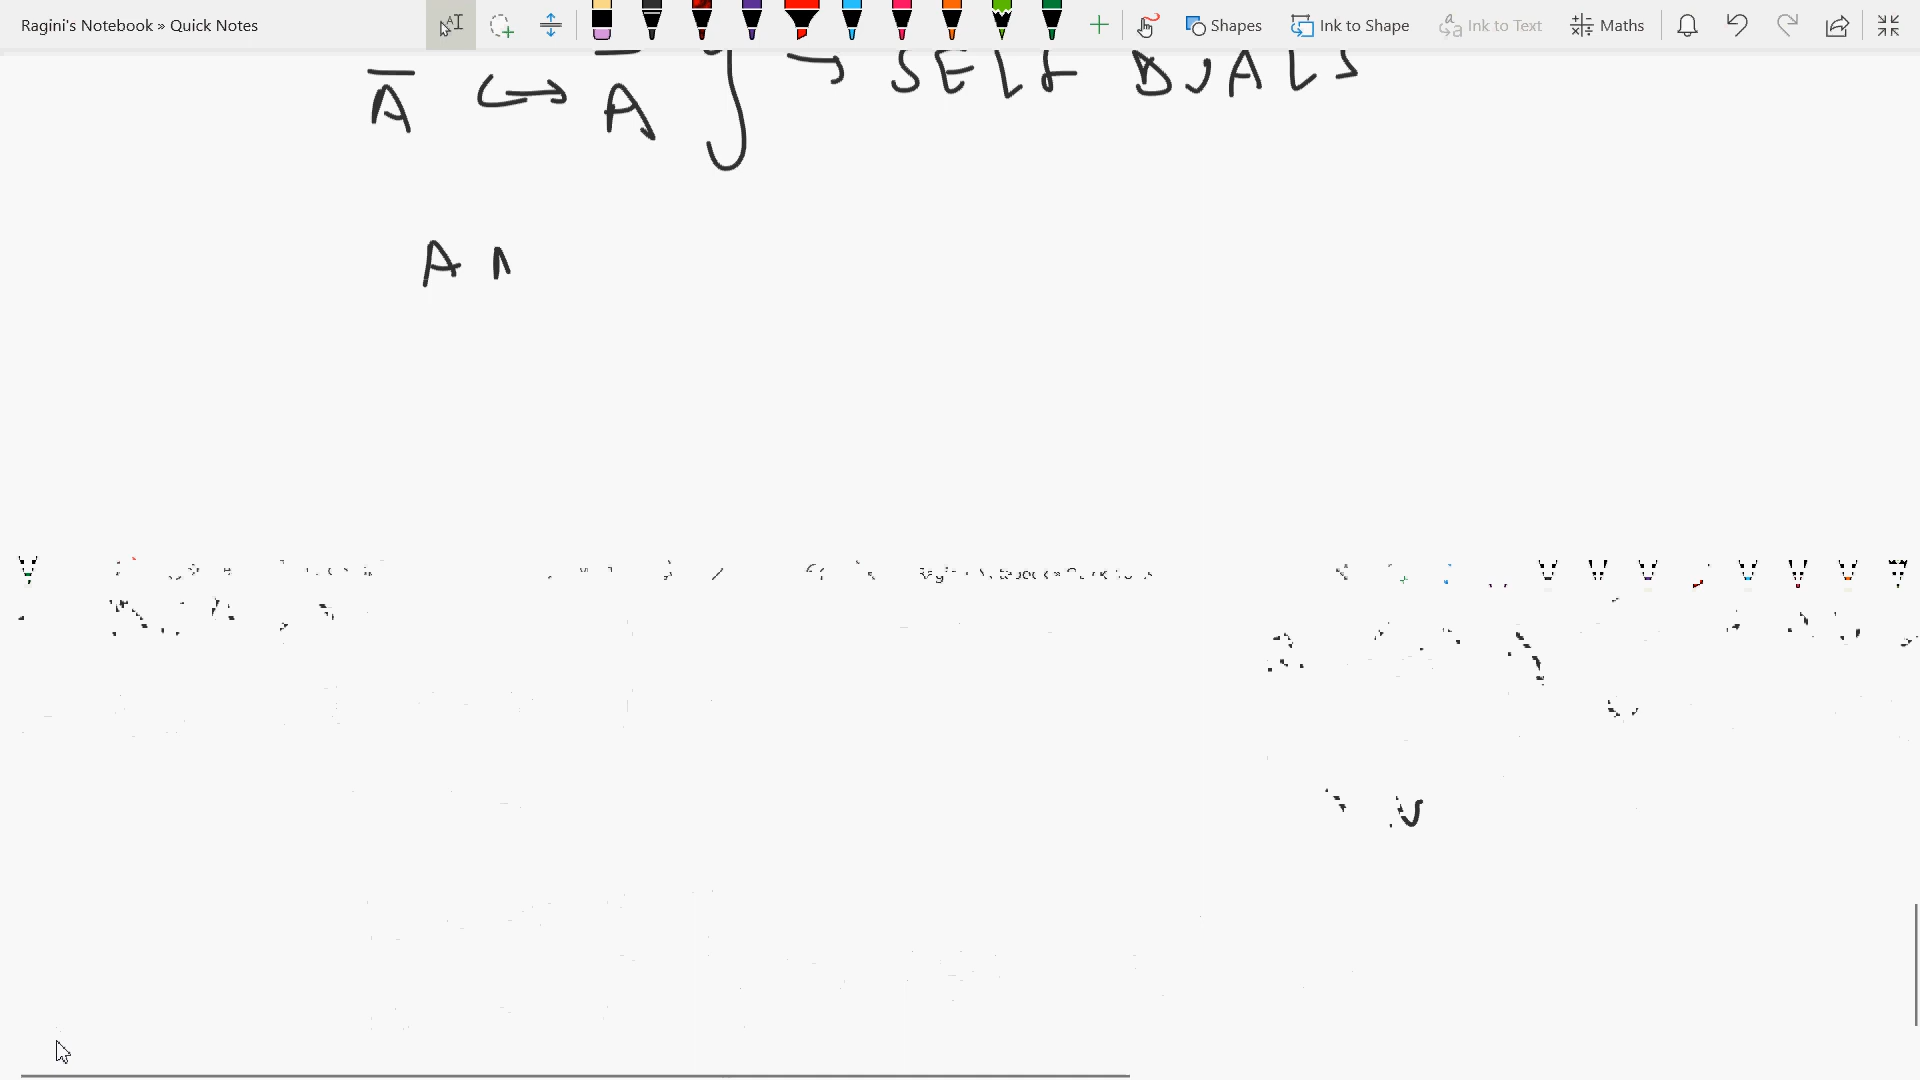 Ragini's Notebook » Quick Notes Shapes Ink to Shape Ink to Text Maths
A̅ ↔ A̅ } → SELF DUALS
A